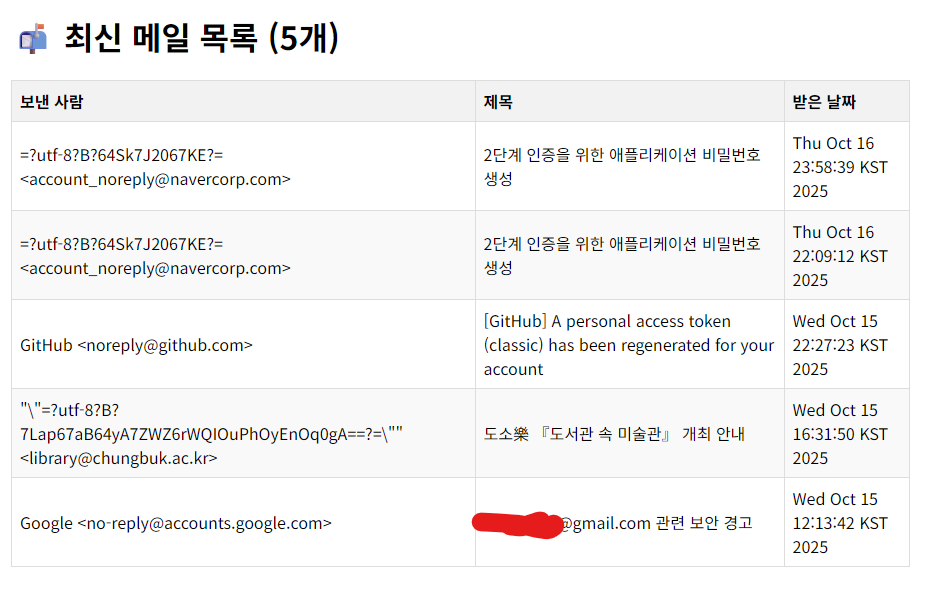 최신 메일 목록 (5개)
보낸 사람 제목 받은 날짜
=?utf-8?B?64Sk7J2067KE?=
<account_noreply@navercorp.com>
2단계 인증을 위한 애플리케이션 비밀번호
생성
Thu Oct 16
23:58:39 KST
2025
=?utf-8?B?64Sk7J2067KE?=
<account_noreply@navercorp.com>
2단계 인증을 위한 애플리케이션 비밀번호
생성
Thu Oct 16
22:09:12 KST
2025
GitHub <noreply@github.com>
[GitHub] A personal access token
(classic) has been regenerated for your
account
Wed Oct 15
22:27:23 KST
2025
"\"=?utf-8?B?
7Lap67aB64yA7ZWZ6rWQIOuPhOyEnOq0gA==?=\""
<library@chungbuk.ac.kr>
도소樂 『도서관 속 미술관』 개최 안내
Wed Oct 15
16:31:50 KST
2025
Google <no-reply@accounts.google.com>
@gmail.com 관련 보안 경고
Wed Oct 15
12:13:42 KST
2025